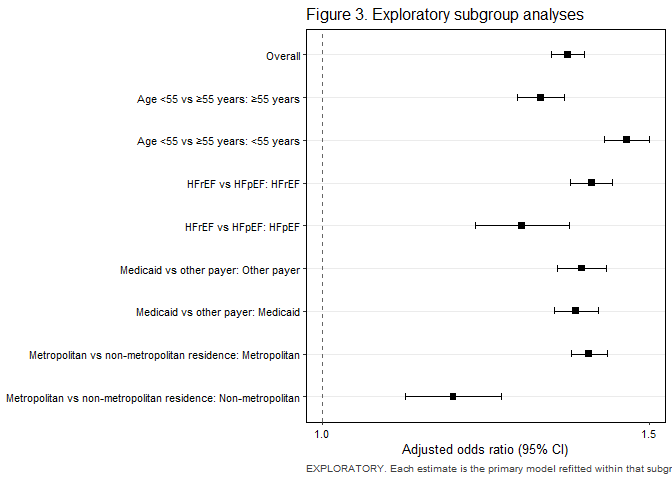 Figure 3. Exploratory subgroup analyses
Overall
Age <55 vs ≥55 years: ≥55 years
Age <55 vs ≥55 years: <55 years
HFrEF vs HFpEF: HFrEF
HFrEF vs HFpEF: HFpEF
Medicaid vs other payer: Other payer
Medicaid vs other payer: Medicaid
Metropolitan vs non-metropolitan residence: Metropolitan
Metropolitan vs non-metropolitan residence: Non-metropolitan
1.0 1.5
Adjusted odds ratio (95% CI)
EXPLORATORY. Each estimate is the primary model refitted within that subgr